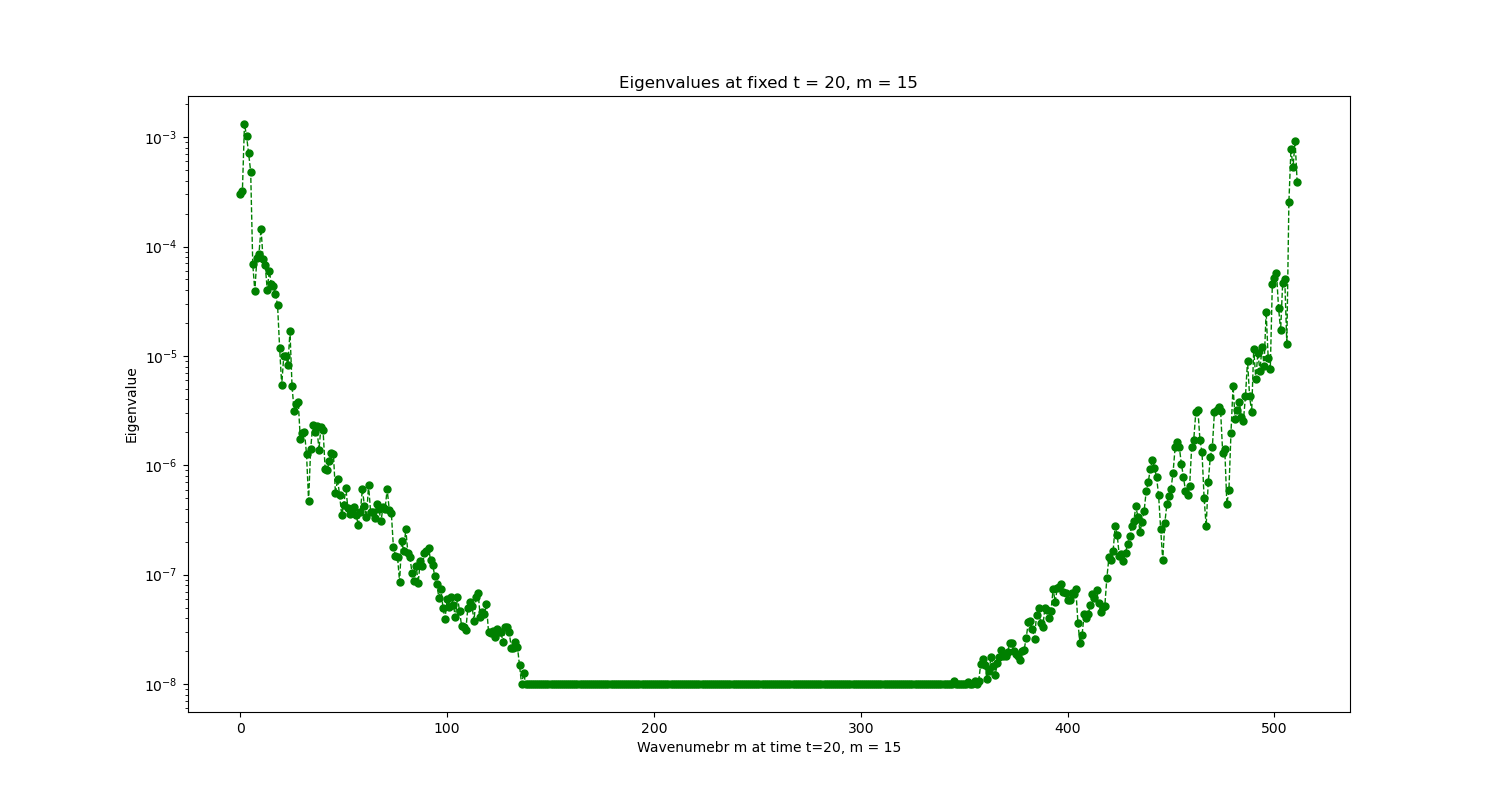 Eigenvalues at fixed t = 20, m = 15
Eigenvalue
10⁻³
10⁻⁴
10⁻⁵
10⁻⁶
10⁻⁷
10⁻⁸
0 100 200 300 400 500
Wavenumebr m at time t=20, m = 15